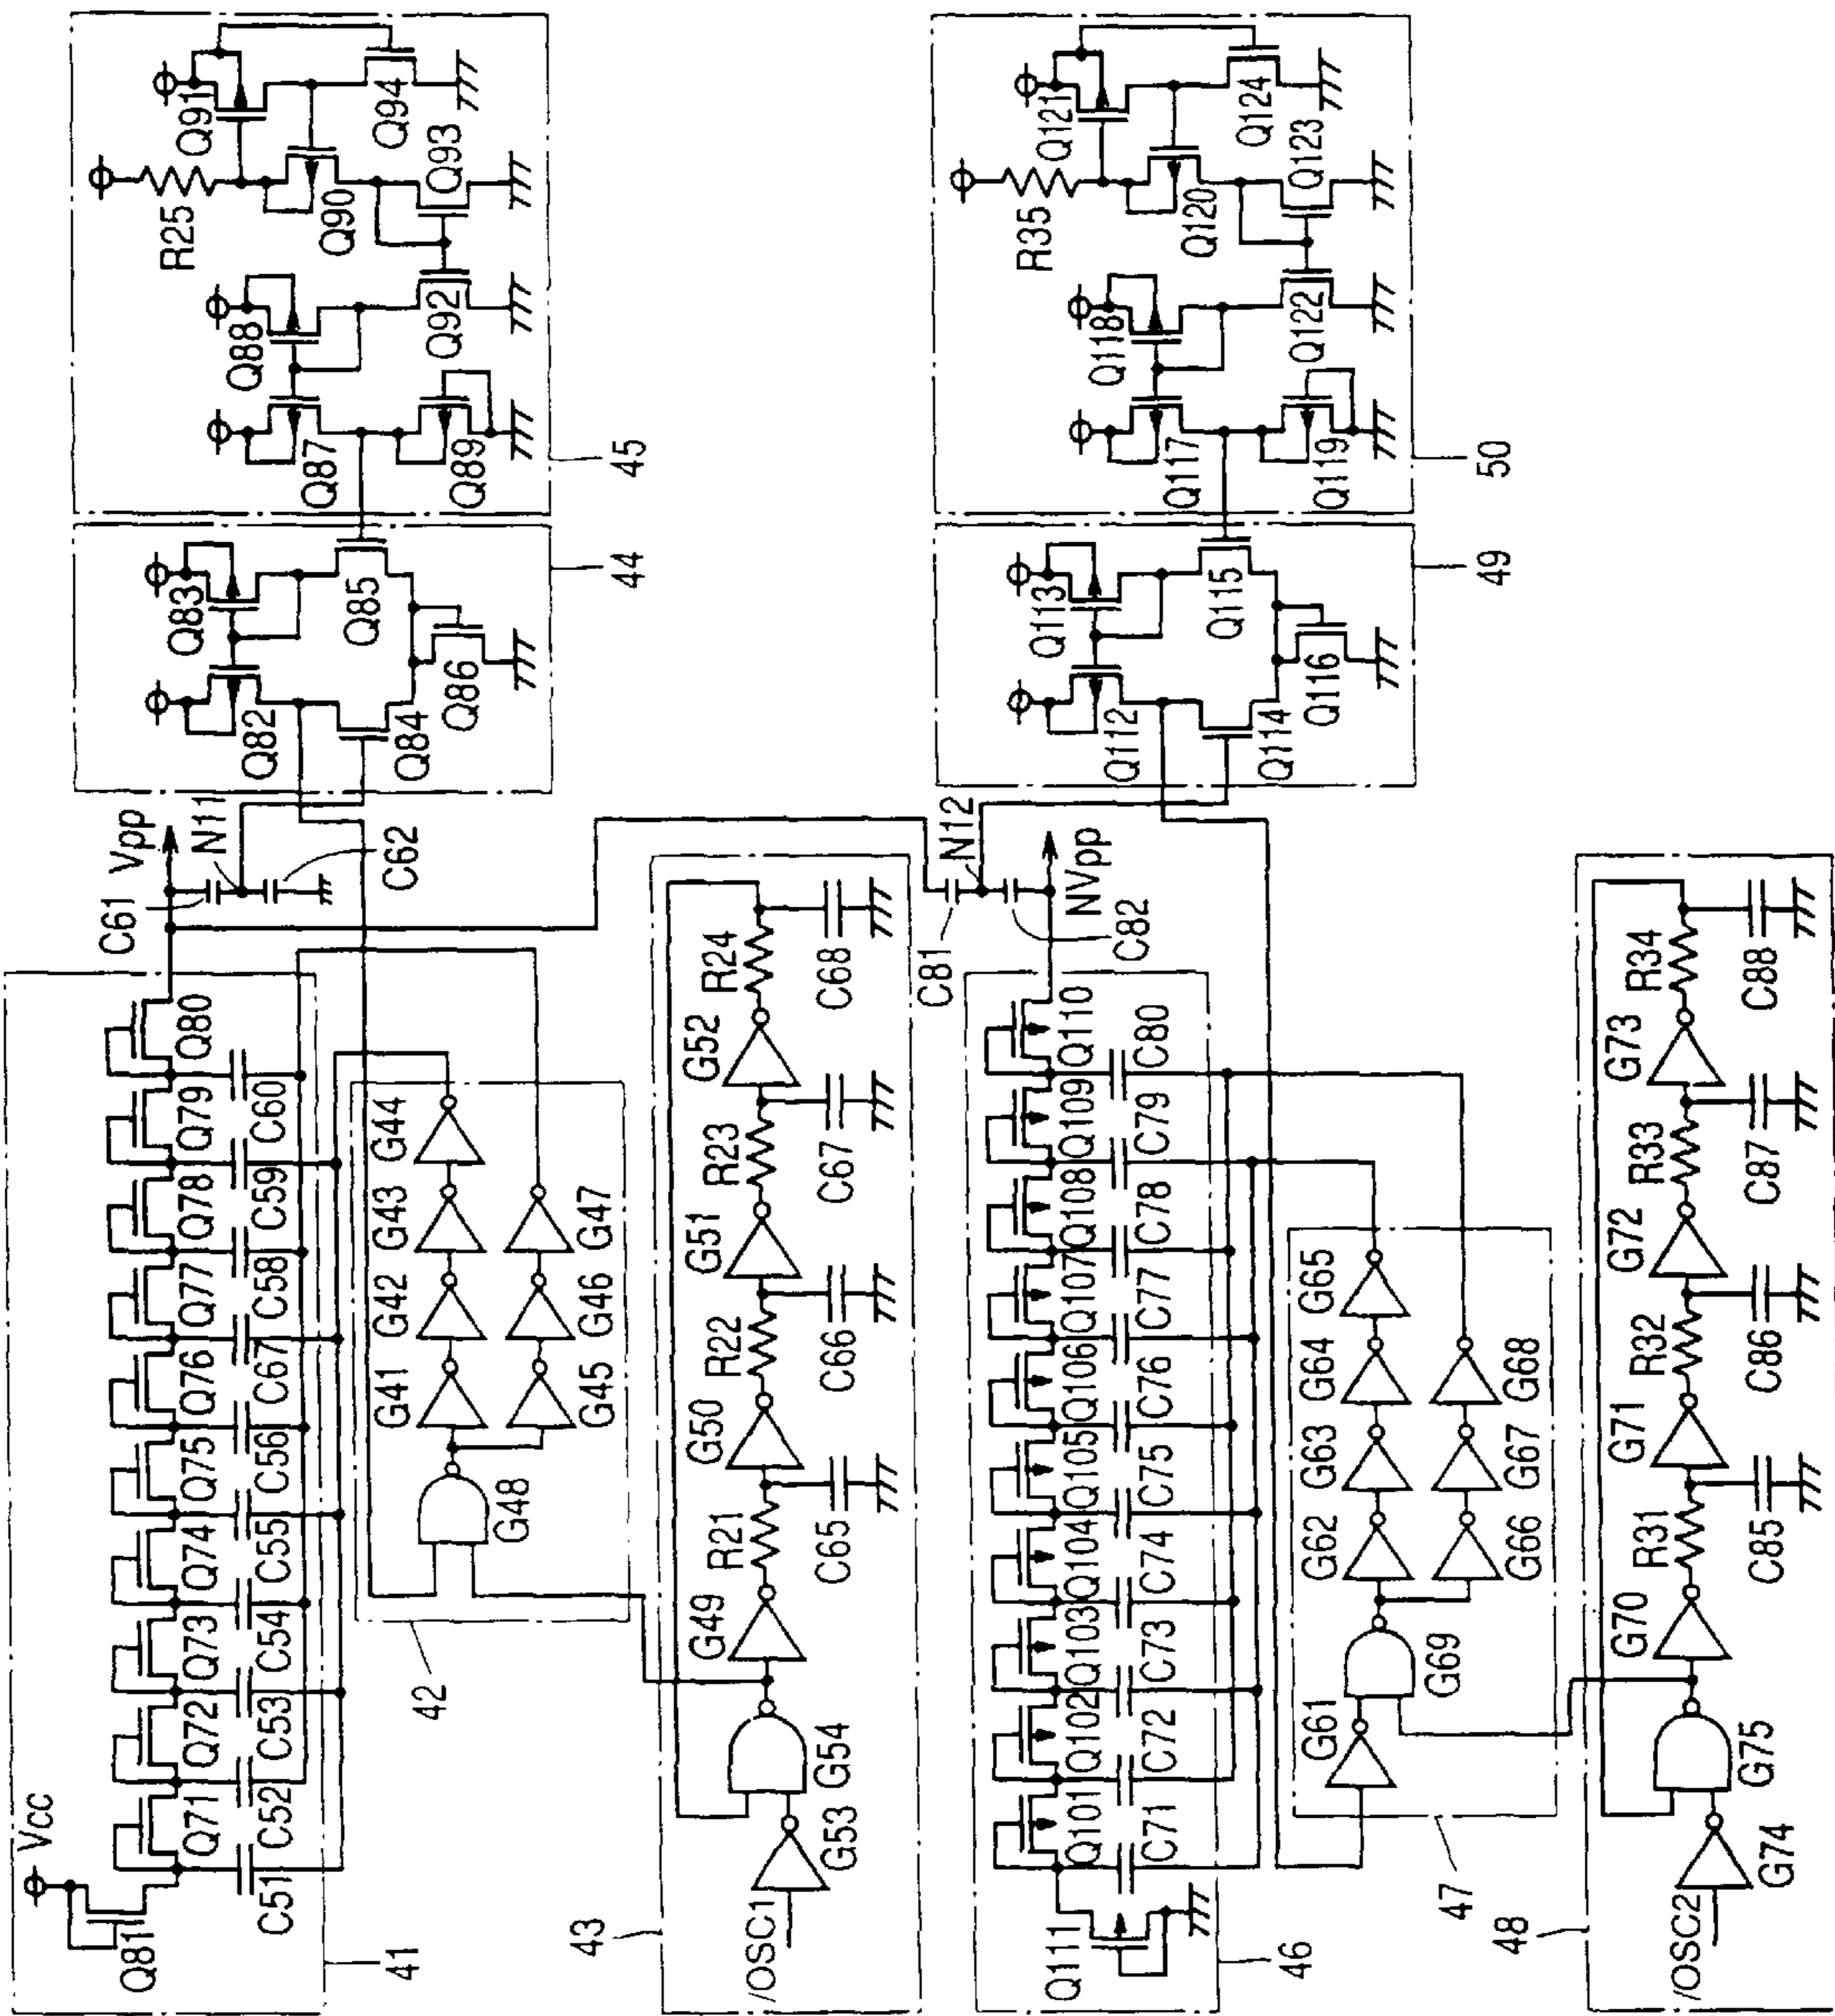 Vcc
Q81
Q71 Q72 Q73 Q74 Q75 Q76 Q77 Q78 Q79 Q80
C51 C52 C53 C54 C55 C56 C67 C58 C59 C60
41
C61 Vpp
N11
C62
Q82 Q83
Q84 Q85
Q86
44
Q87 Q88 R25 Q91
Q89 Q92 Q90 Q93 Q94
45
G41 G42 G43 G44
G48 G45 G46 G47
42
43
G49 R21 G50 R22 G51 R23 G52 R24
/OSC1
G53 G54 C65 C66 C67 C68
Q111
Q101 Q102 Q103 Q104 Q105 Q106 Q107 Q108 Q109 Q110
C71 C72 C73 C74 C75 C76 C77 C78 C79 C80
46
C81
N12
NVpp
C82
Q112 Q113
Q114 Q115
Q116
49
Q117 Q118 R35 Q121
Q119 Q122 Q120 Q123 Q124
50
G61 G62 G63 G64 G65
G69 G66 G67 G68
47
48
G70 R31 G71 R32 G72 R33 G73 R34
/OSC2
G74 G75 C85 C86 C87 C88